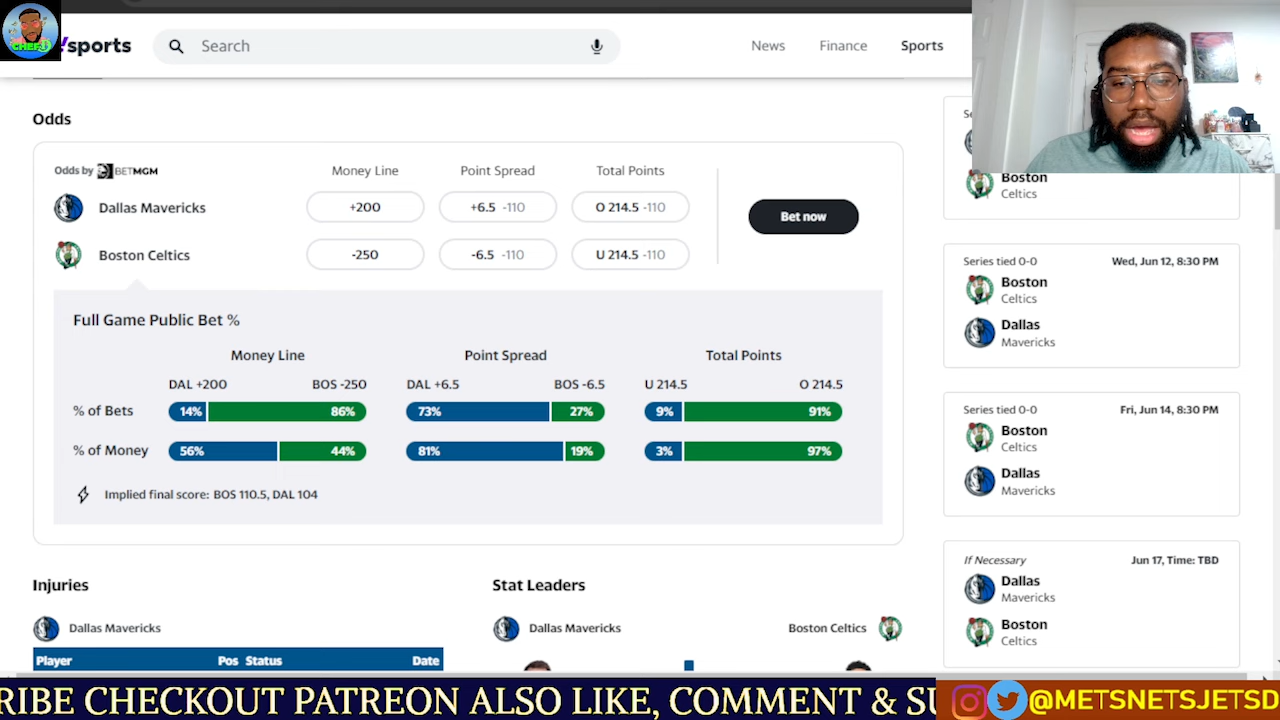 CHEF
!sports
Search
News
Finance
Sports
Odds
Odds by BETMGM
Money Line
Point Spread
Total Points
Dallas Mavericks
+200
+6.5 -110
O 214.5 -110
Bet now
Boston Celtics
-250
-6.5 -110
U 214.5 -110
Full Game Public Bet %
Money Line
Point Spread
Total Points
DAL +200
BOS -250
DAL +6.5
BOS -6.5
U 214.5
O 214.5
% of Bets
14%
86%
73%
27%
9%
91%
% of Money
56%
44%
81%
19%
3%
97%
Implied final score: BOS 110.5, DAL 104
Injuries
Dallas Mavericks
Player Pos Status Date
Stat Leaders
Dallas Mavericks
Boston Celtics
Boston
Celtics
Series tied 0-0
Wed, Jun 12, 8:30 PM
Boston
Celtics
Dallas
Mavericks
Series tied 0-0
Fri, Jun 14, 8:30 PM
Boston
Celtics
Dallas
Mavericks
If Necessary
Jun 17, Time: TBD
Dallas
Mavericks
Boston
Celtics
RIBE CHECKOUT PATREON ALSO LIKE, COMMENT & SU
@METSNETSJETSD